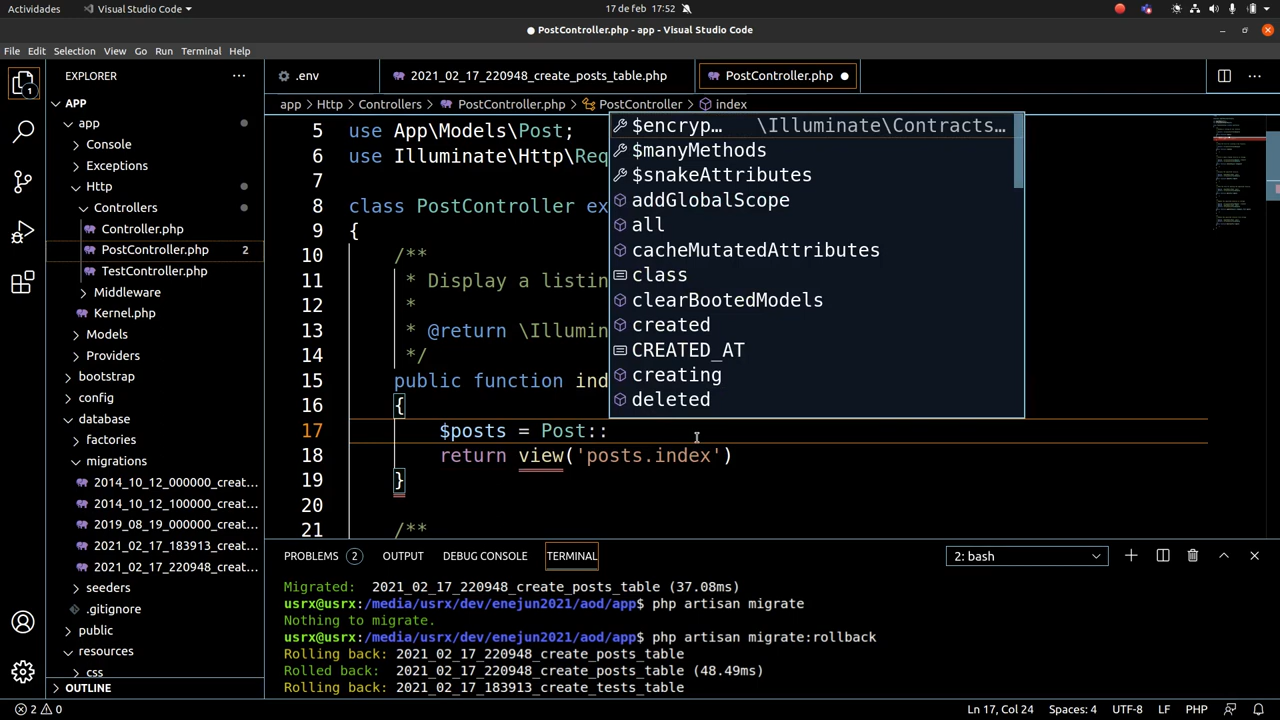 Actividades
Visual Studio Code
17 de feb 17:52
PostController.php - app - Visual Studio Code
File Edit Selection View Go Run Terminal Help
EXPLORER
.env
2021_02_17_220948_create_posts_table.php
PostController.php
app > Http > Controllers > PostController.php > PostController > index
APP
app
Console
Exceptions
Http
Controllers
Controller.php
PostController.php 2
TestController.php
Middleware
Kernel.php
Models
Providers
bootstrap
config
database
factories
migrations
2014_10_12_000000_creat...
2014_10_12_100000_creat...
2019_08_19_000000_creat...
2021_02_17_183913_creat...
2021_02_17_220948_creat...
seeders
.gitignore
public
resources
css
OUTLINE
5 use App\Models\Post;
6 use Illuminate\Http\Req
7
8 class PostController ex
9 {
10 /**
11 * Display a listin
12 *
13 * @return \Illumin
14 */
15 public function ind
16 {
17 $posts = Post::
18 return view('posts.index')
19 }
20
21 /**
$encryp... \Illuminate\Contracts...
$manyMethods
$snakeAttributes
addGlobalScope
all
cacheMutatedAttributes
class
clearBootedModels
created
CREATED_AT
creating
deleted
PROBLEMS 2 OUTPUT DEBUG CONSOLE TERMINAL
2: bash
Migrated: 2021_02_17_220948_create_posts_table (37.08ms)
usrx@usrx:/media/usrx/dev/enejun2021/aod/app$ php artisan migrate
Nothing to migrate.
usrx@usrx:/media/usrx/dev/enejun2021/aod/app$ php artisan migrate:rollback
Rolling back: 2021_02_17_220948_create_posts_table
Rolled back: 2021_02_17_220948_create_posts_table (48.49ms)
Rolling back: 2021_02_17_183913_create_tests_table
2 0
Ln 17, Col 24 Spaces: 4 UTF-8 LF PHP